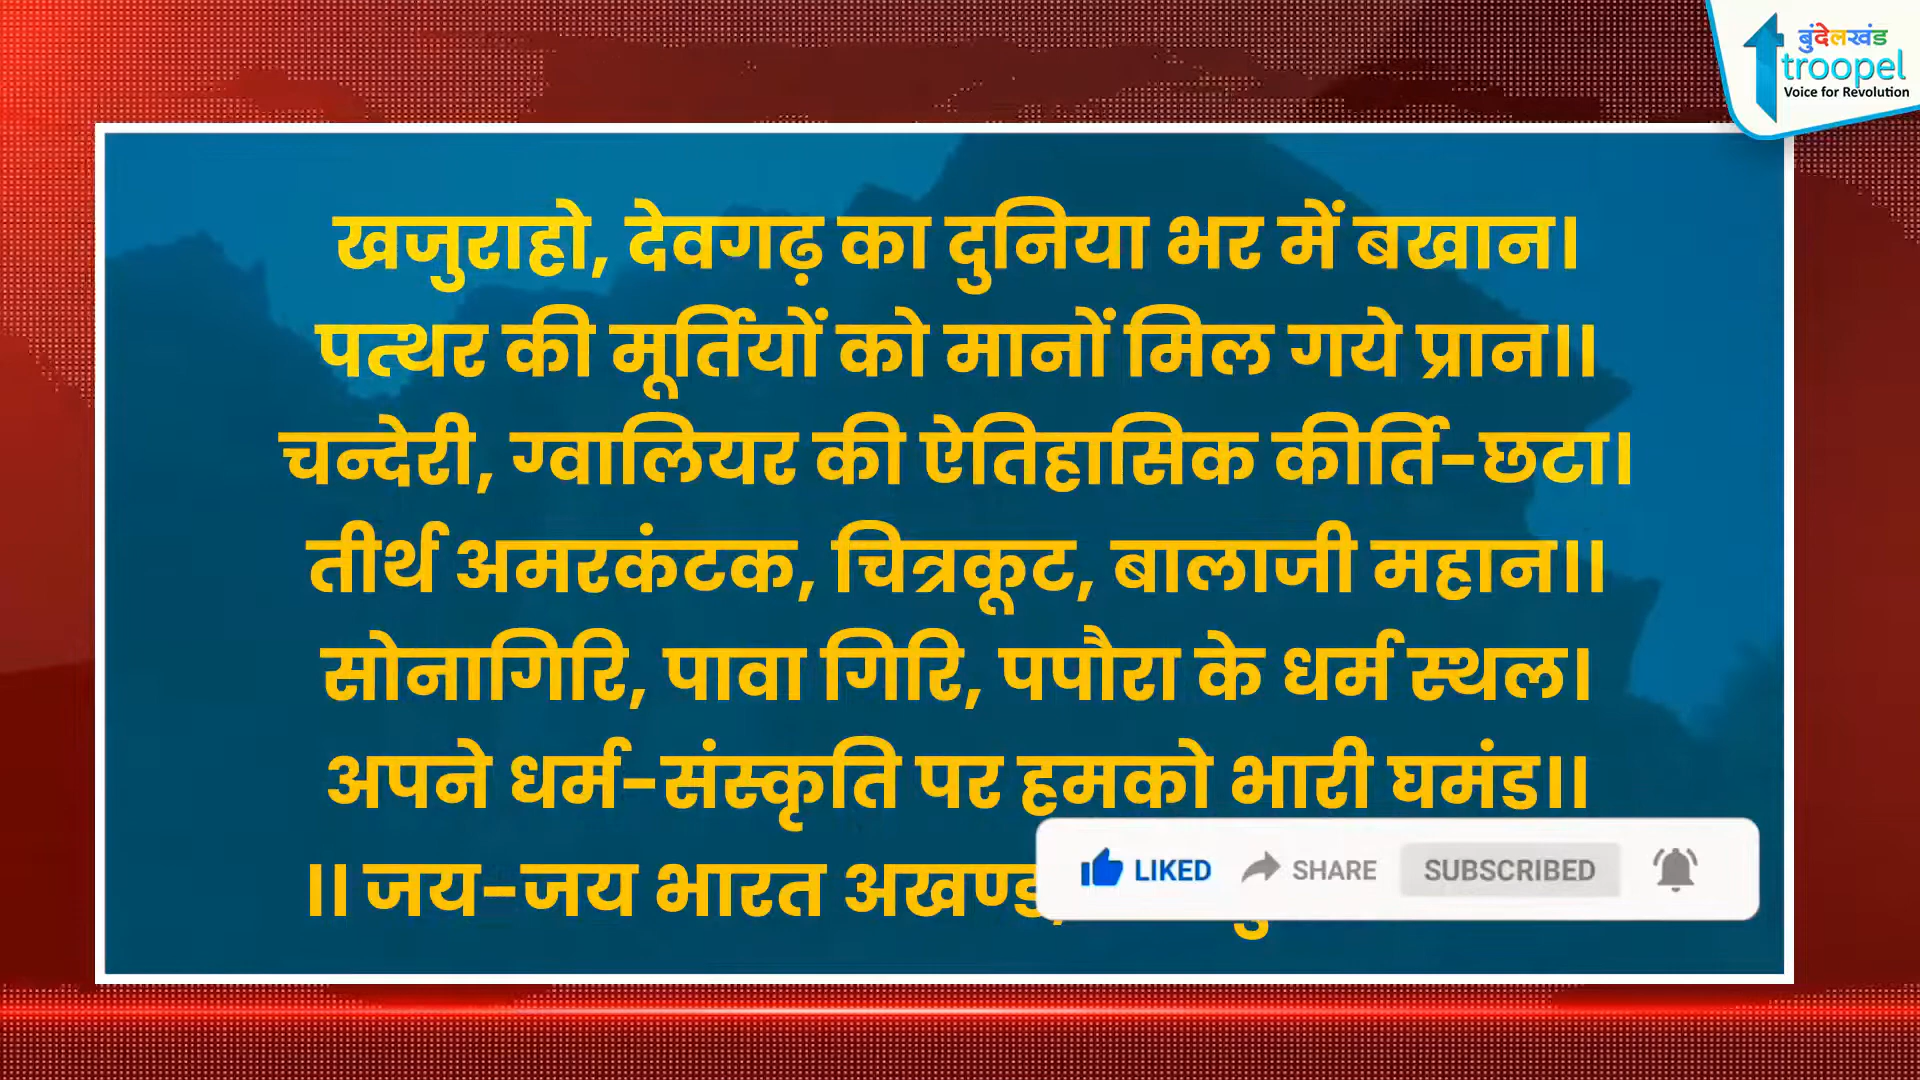 बुंदेलखंड
troopel
Voice for Revolution
खजुराहो, देवगढ़ का दुनिया भर में बखान।
पत्थर की मूर्तियों को मानों मिल गये प्रान।।
चन्देरी, ग्वालियर की ऐतिहासिक कीर्ति-छटा।
तीर्थ अमरकंटक, चित्रकूट, बालाजी महान।।
सोनागिरि, पावा गिरि, पपौरा के धर्म स्थल।
अपने धर्म-संस्कृति पर हमको भारी घमंड।।
।। जय-जय भारत अखण्ड,
LIKED SHARE SUBSCRIBED